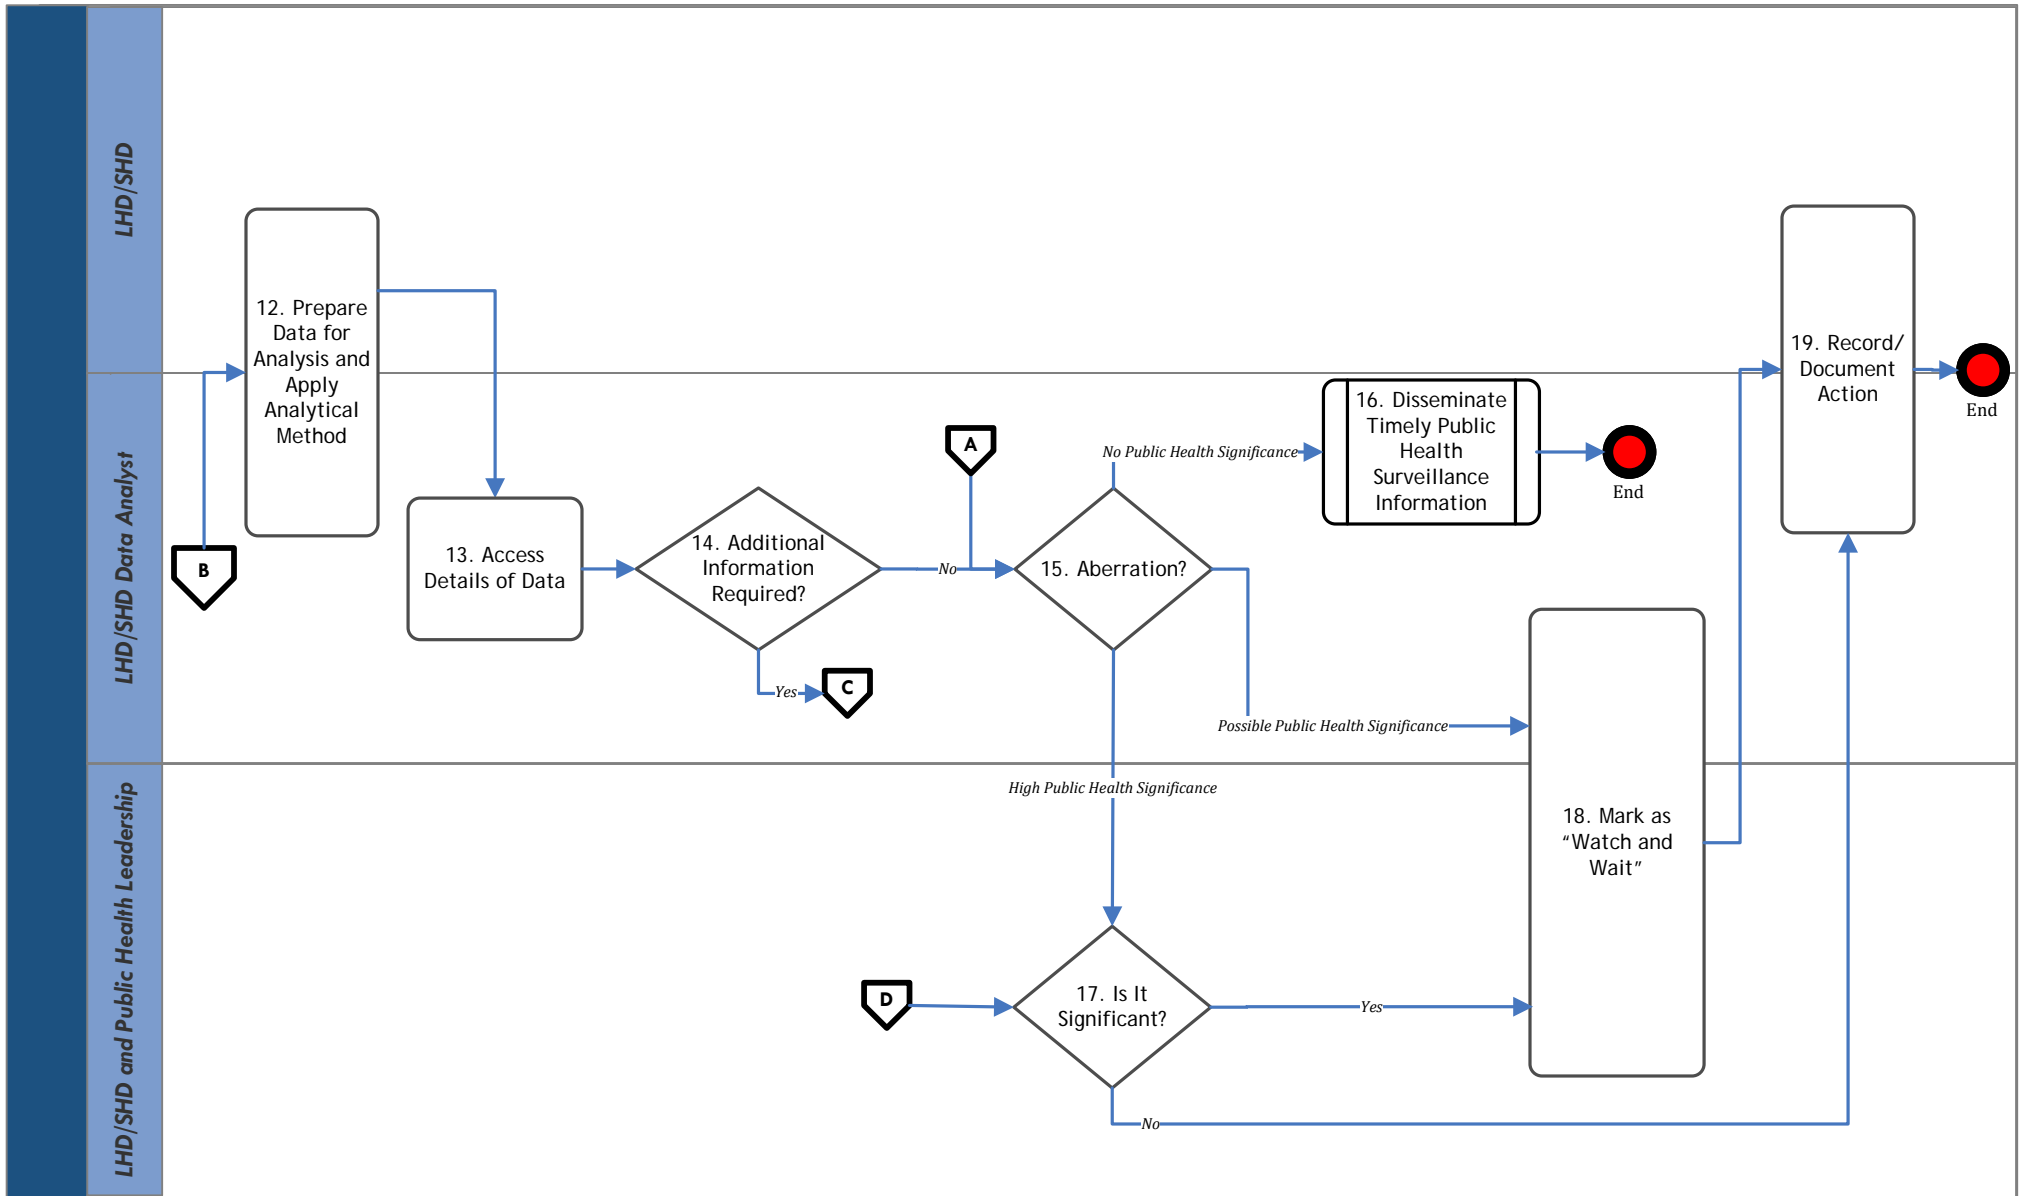 LHD/SHD
12. Prepare
Data for
Analysis and
Apply
Analytical
Method
19. Record/
Document
Action
End
LHD/SHD Data Analyst
B
13. Access
Details of Data
14. Additional
Information
Required?
Yes
C
No
A
15. Aberration?
No Public Health Significance
16. Disseminate
Timely Public
Health
Surveillance
Information
End
Possible Public Health Significance
High Public Health Significance
LHD/SHD and Public Health Leadership
D
17. Is It
Significant?
Yes
No
18. Mark as
“Watch and
Wait”